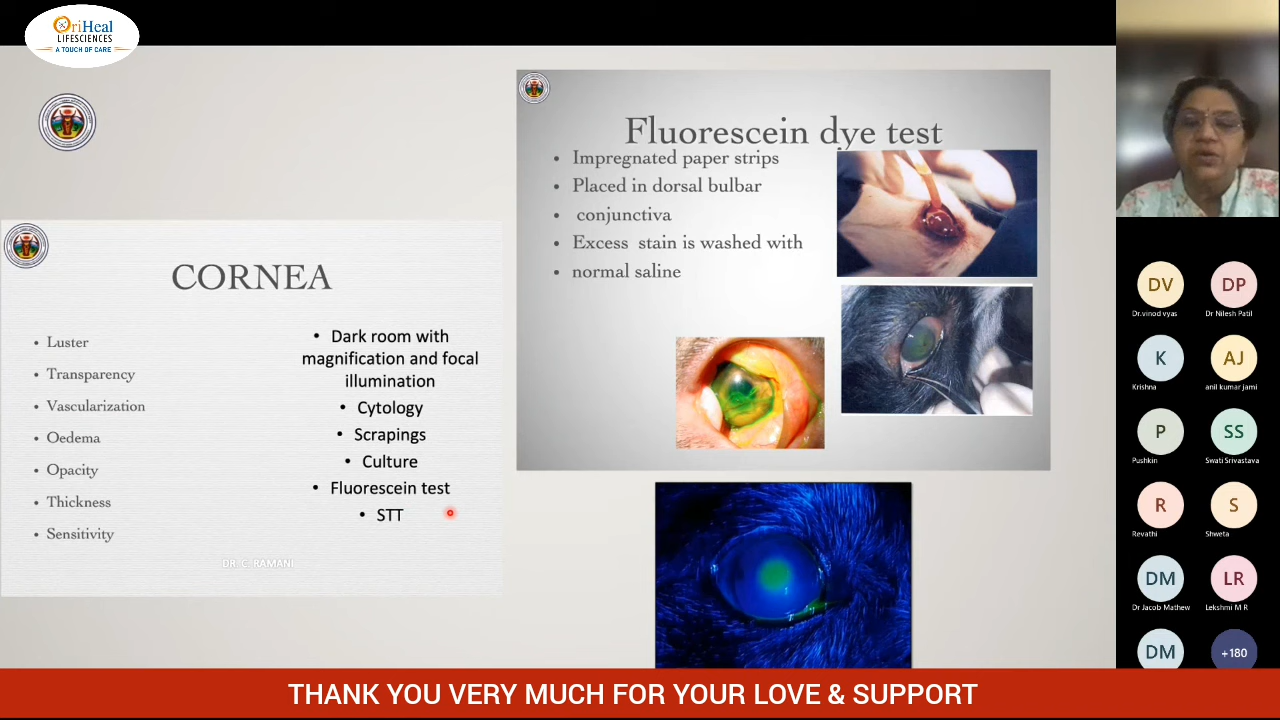 OriHeal
LIFESCIENCES
A TOUCH OF CARE
CORNEA
• Luster
• Transparency
• Vascularization
• Oedema
• Opacity
• Thickness
• Sensitivity
• Dark room with
magnification and focal
illumination
• Cytology
• Scrapings
• Culture
• Fluorescein test
• STT
DR. C. RAMANI
Fluorescein dye test
• Impregnated paper strips
• Placed in dorsal bulbar
• conjunctiva
• Excess stain is washed with
• normal saline
DV
Dr.vinod vyas
DP
Dr Nilesh Patil
K
Krishna
AJ
anil kumar jami
P
Pushkin
SS
Swati Srivastava
R
Revathi
S
Shweta
DM
Dr Jacob Mathew
LR
Lekshmi M R
DM
+180
THANK YOU VERY MUCH FOR YOUR LOVE & SUPPORT